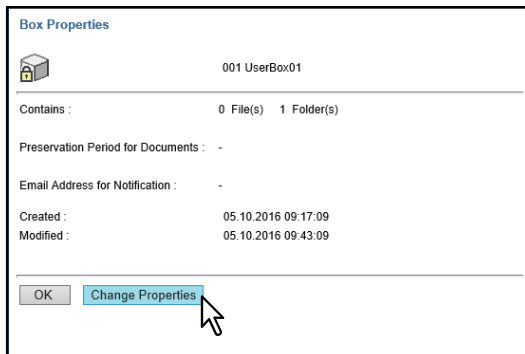 Box Properties
001 UserBox01
Contains : 0 File(s) 1 Folder(s)
Preservation Period for Documents : -
Email Address for Notification : -
Created : 05.10.2016 09:17:09
Modified : 05.10.2016 09:43:09
OK Change Properties